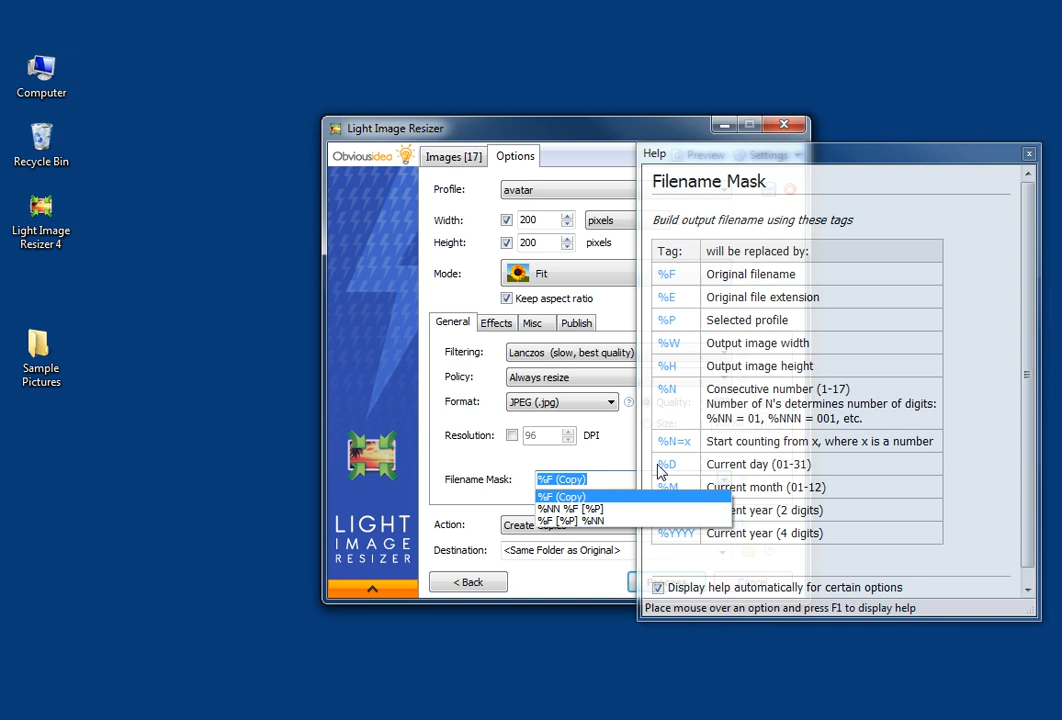 Computer
Recycle Bin
Light Image
Resizer 4
Sample
Pictures
Light Image Resizer
Obviousidea
Images [17]
Options
Preview
Settings
Profile:
avatar
Width:
200
pixels
Height:
200
pixels
Mode:
Fit
Keep aspect ratio
General
Effects
Misc
Publish
Filtering:
Lanczos (slow, best quality)
Policy:
Always resize
Format:
JPEG (.jpg)
Quality:
Size:
Resolution:
96
DPI
Filename Mask:
%F (Copy)
%F (Copy)
%NN %F [%P]
%F [%P] %NN
Action:
Create
Destination:
<Same Folder as Original>
< Back
LIGHT
IMAGE
RESIZER
Help
x
Filename Mask
Build output filename using these tags
Tag: will be replaced by:
%F Original filename
%E Original file extension
%P Selected profile
%W Output image width
%H Output image height
%N Consecutive number (1-17)
Number of N's determines number of digits:
%NN = 01, %NNN = 001, etc.
%N=x Start counting from x, where x is a number
%D Current day (01-31)
%M Current month (01-12)
rent year (2 digits)
%YYYY Current year (4 digits)
Display help automatically for certain options
Place mouse over an option and press F1 to display help